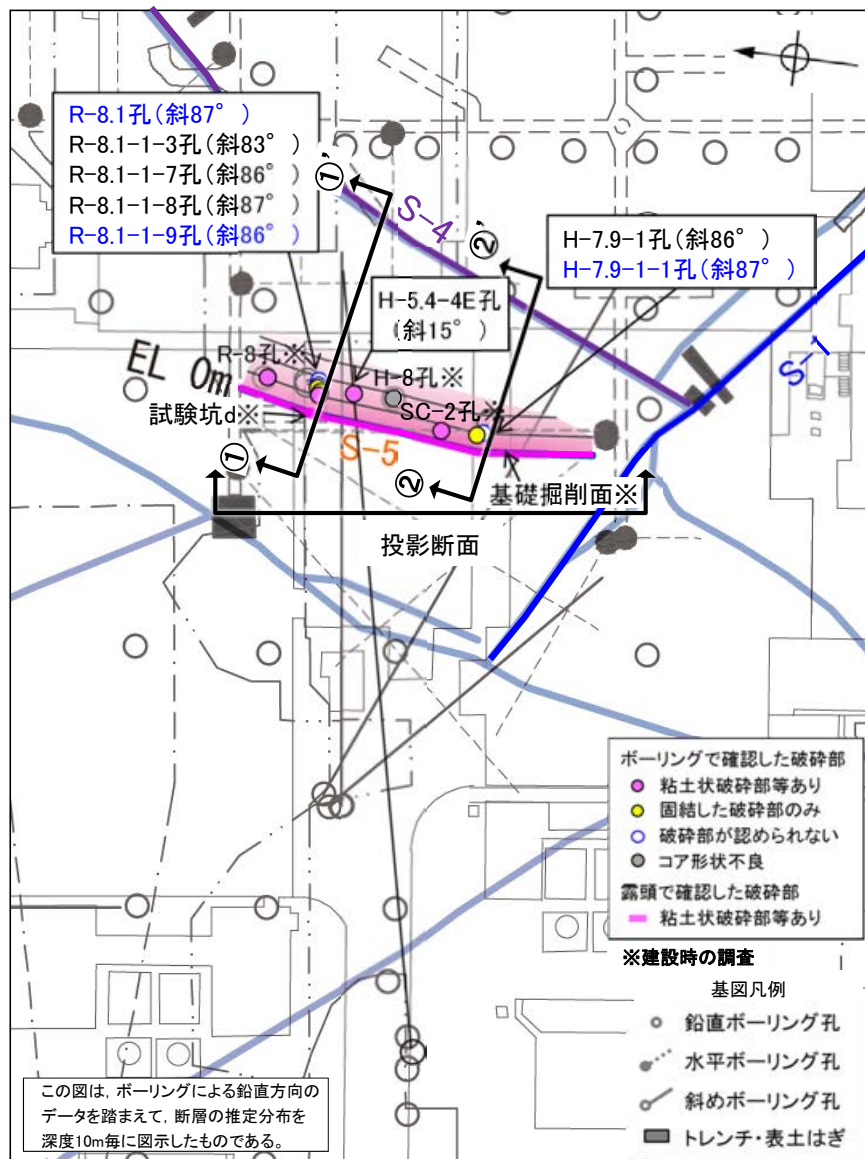 R-8.1孔(斜87°)
R-8.1-1-3孔(斜83°)
R-8.1-1-7孔(斜86°)
R-8.1-1-8孔(斜87°)
R-8.1-1-9孔(斜86°)
①’
S-4
②’
H-7.9-1孔(斜86°)
H-7.9-1-1孔(斜87°)
H-5.4-4E孔
(斜15°)
S-1
R-8孔※
EL 0m
H-8孔※
試験坑d※
SC-2孔※
S-5
①
②
基礎掘削面※
投影断面
ボーリングで確認した破砕部
粘土状破砕部等あり
固結した破砕部のみ
破砕部が認められない
コア形状不良
露頭で確認した破砕部
粘土状破砕部等あり
※建設時の調査
基図凡例
鉛直ボーリング孔
水平ボーリング孔
斜めボーリング孔
トレンチ・表土はぎ
この図は，ボーリングによる鉛直方向の
データを踏まえて，断層の推定分布を
深度10m毎に図示したものである。